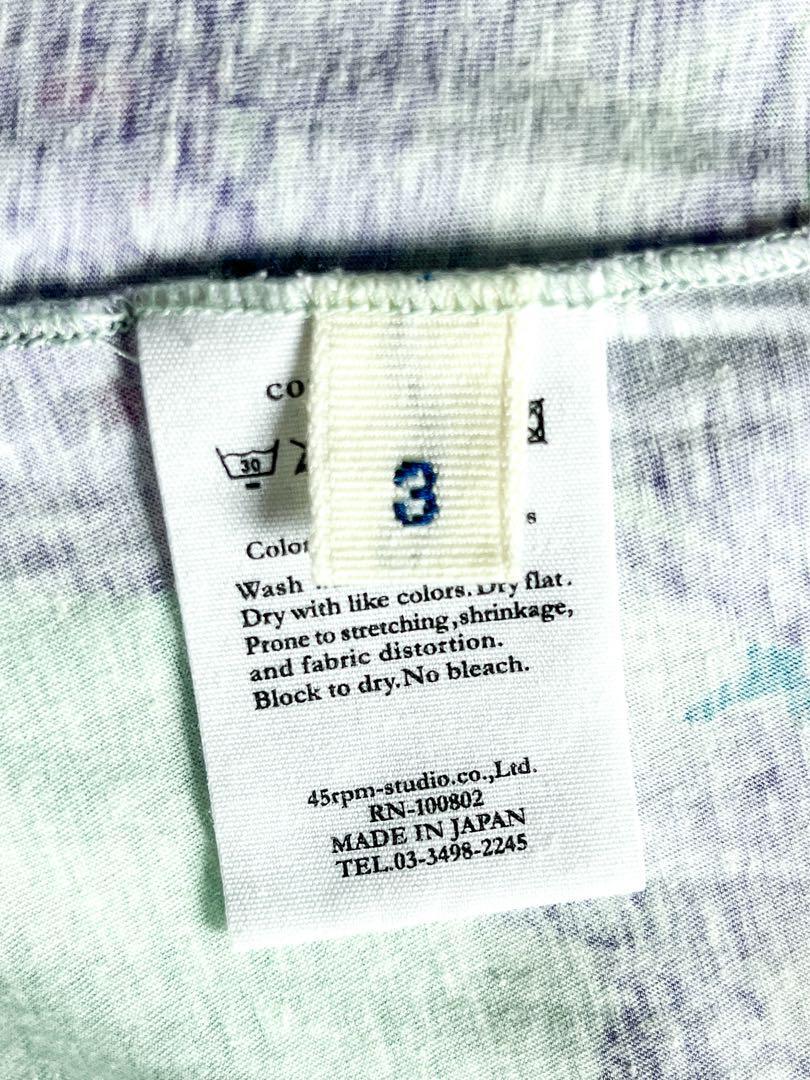 30
3
Wash
Dry with like colors. Dry flat.
Prone to stretching,shrinkage,
and fabric distortion.
Block to dry.No bleach.
45rpm-studio.co.,Ltd.
RN-100802
MADE IN JAPAN
TEL.03-3498-2245